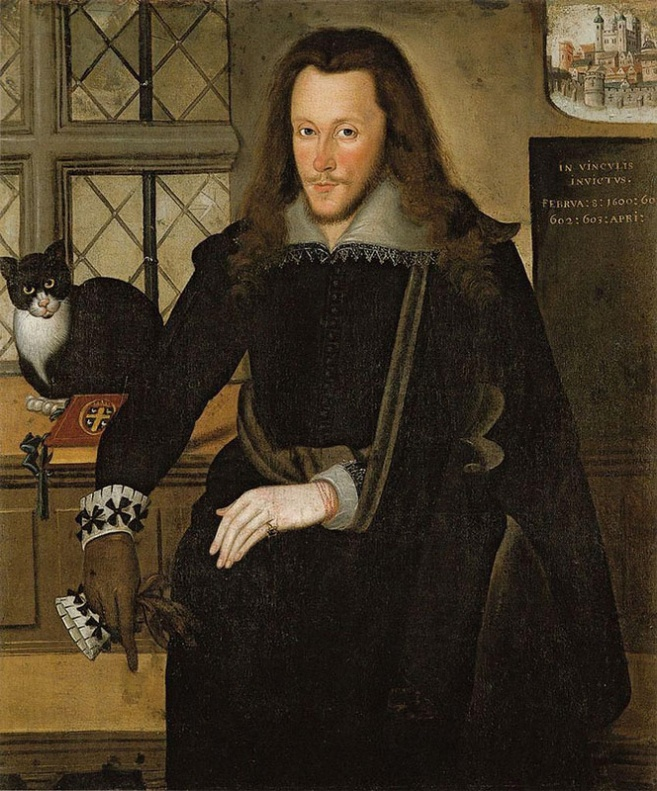 IN VINCVLIS
INVICTVS.
FEBRVA: 8: 1600: 60
602: 603: APRI: